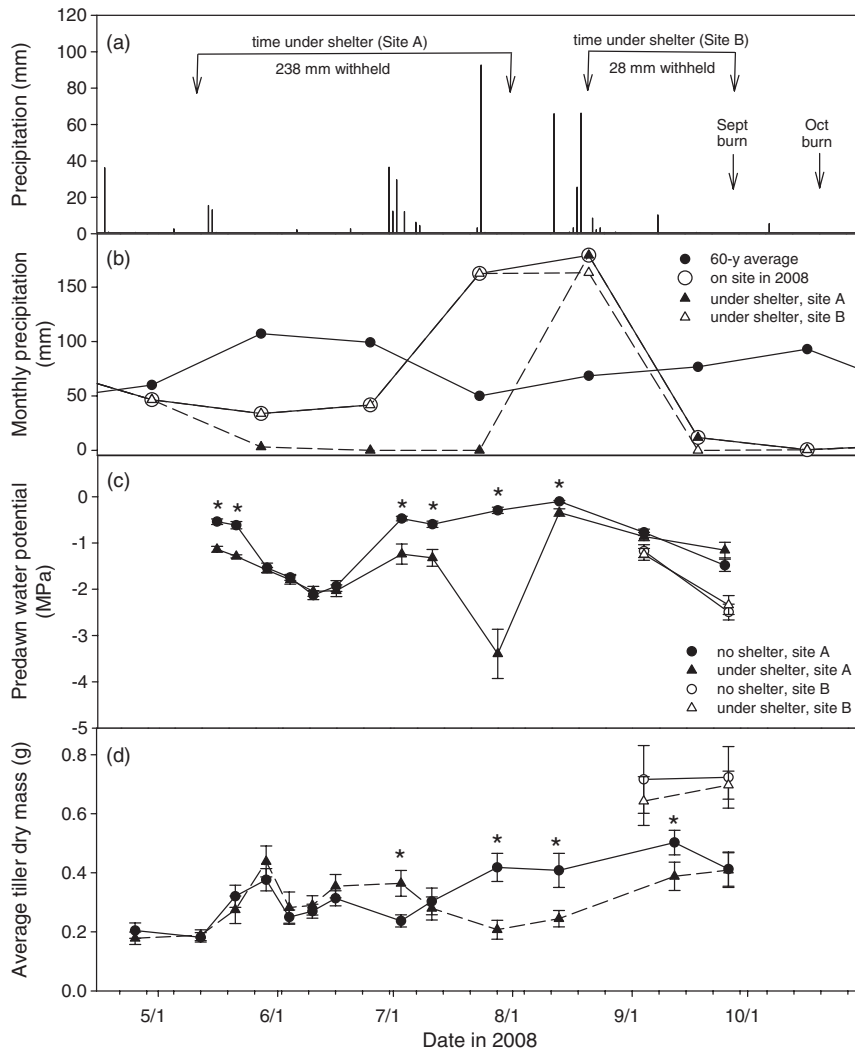 (a)
time under shelter (Site A)
238 mm withheld
time under shelter (Site B)
28 mm withheld
Sept
burn
Oct
burn
Precipitation (mm)
120
100
80
60
40
20
0
(b)
60-y average
on site in 2008
under shelter, site A
under shelter, site B
Monthly precipitation
(mm)
150
100
50
0
(c)
* * * * * *
no shelter, site A
under shelter, site A
no shelter, site B
under shelter, site B
Predawn water potential
(MPa)
0
-1
-2
-3
-4
-5
(d)
* * * *
Average tiller dry mass (g)
0.8
0.6
0.4
0.2
0.0
5/1 6/1 7/1 8/1 9/1 10/1
Date in 2008